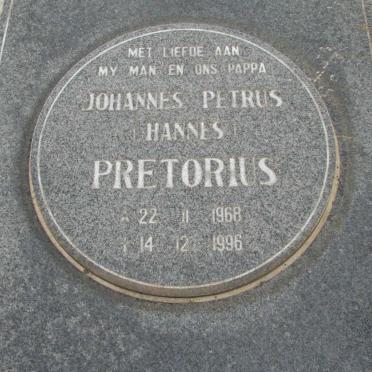 MET LIEFDE AAN
MY MAN EN ONS PAPPA
JOHANNES PETRUS
(HANNES)
PRETORIUS
22 11 1968
14 12 1996